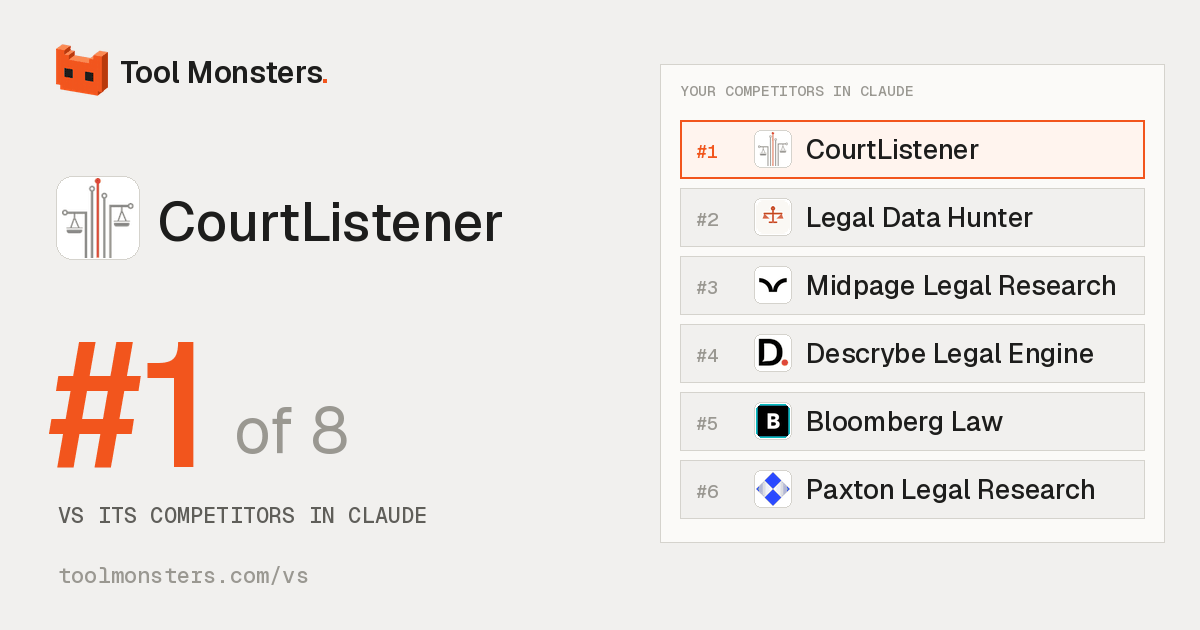 Tool Monsters.
CourtListener
#1 of 8
VS ITS COMPETITORS IN CLAUDE
toolmonsters.com/vs
YOUR COMPETITORS IN CLAUDE
#1 CourtListener
#2 Legal Data Hunter
#3 Midpage Legal Research
#4 D. Descrybe Legal Engine
#5 B Bloomberg Law
#6 Paxton Legal Research